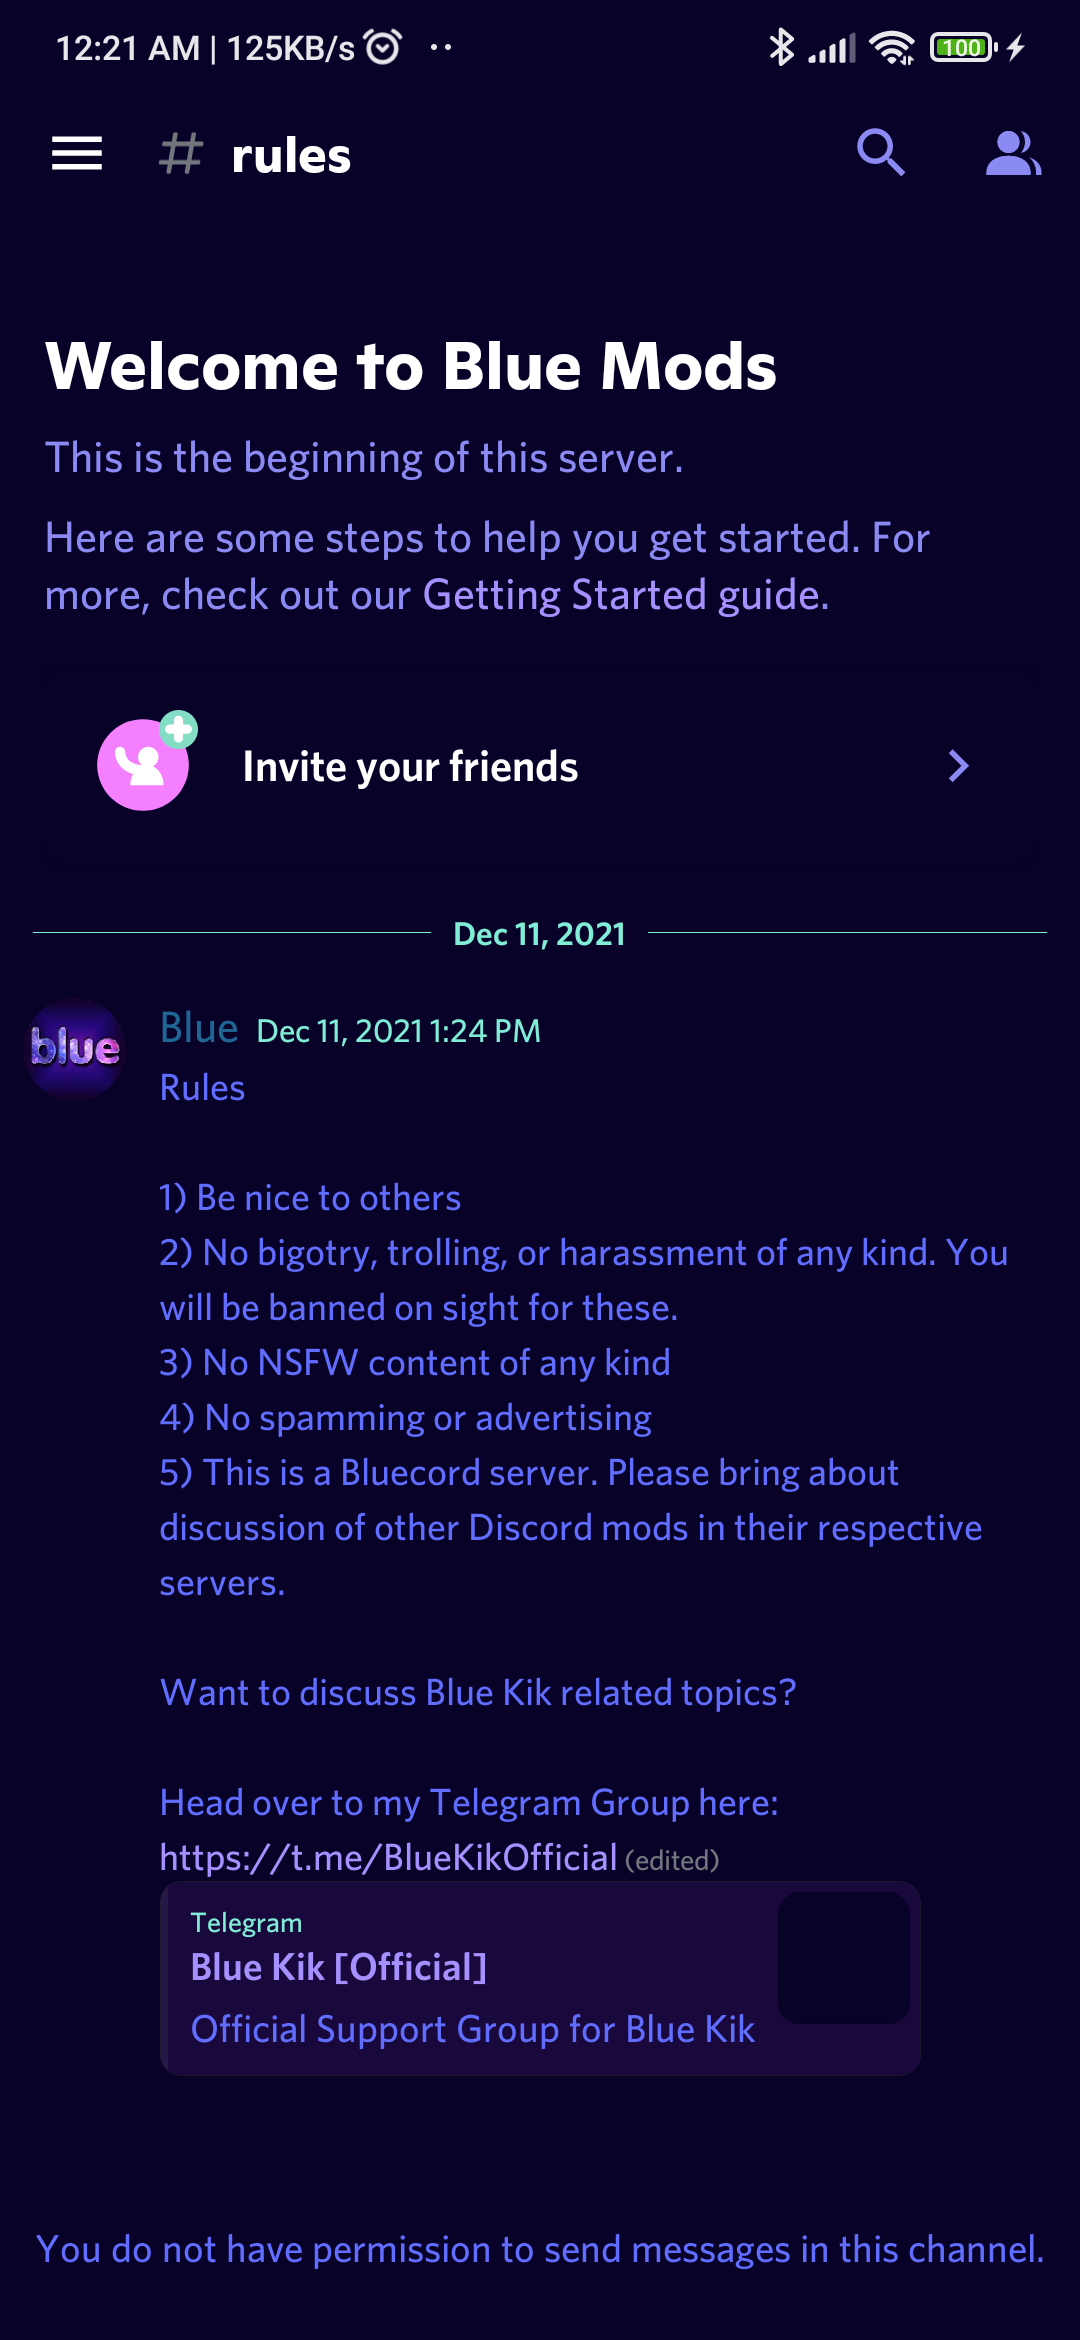 12:21 AM | 125KB/s
100
# rules
Welcome to Blue Mods
This is the beginning of this server.
Here are some steps to help you get started. For
more, check out our Getting Started guide.
Invite your friends
Dec 11, 2021
blue
Blue Dec 11, 2021 1:24 PM
Rules
1) Be nice to others
2) No bigotry, trolling, or harassment of any kind. You
will be banned on sight for these.
3) No NSFW content of any kind
4) No spamming or advertising
5) This is a Bluecord server. Please bring about
discussion of other Discord mods in their respective
servers.
Want to discuss Blue Kik related topics?
Head over to my Telegram Group here:
https://t.me/BlueKikOfficial (edited)
Telegram
Blue Kik [Official]
Official Support Group for Blue Kik
You do not have permission to send messages in this channel.